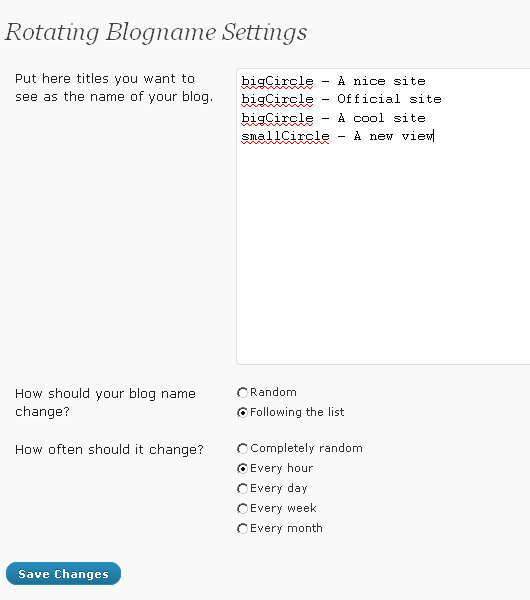 Rotating Blogname Settings
Put here titles you want to
see as the name of your blog.
bigCircle - A nice site
bigCircle - Official site
bigCircle - A cool site
smallCircle - A new view
How should your blog name
change?
Random
Following the list
How often should it change?
Completely random
Every hour
Every day
Every week
Every month
Save Changes